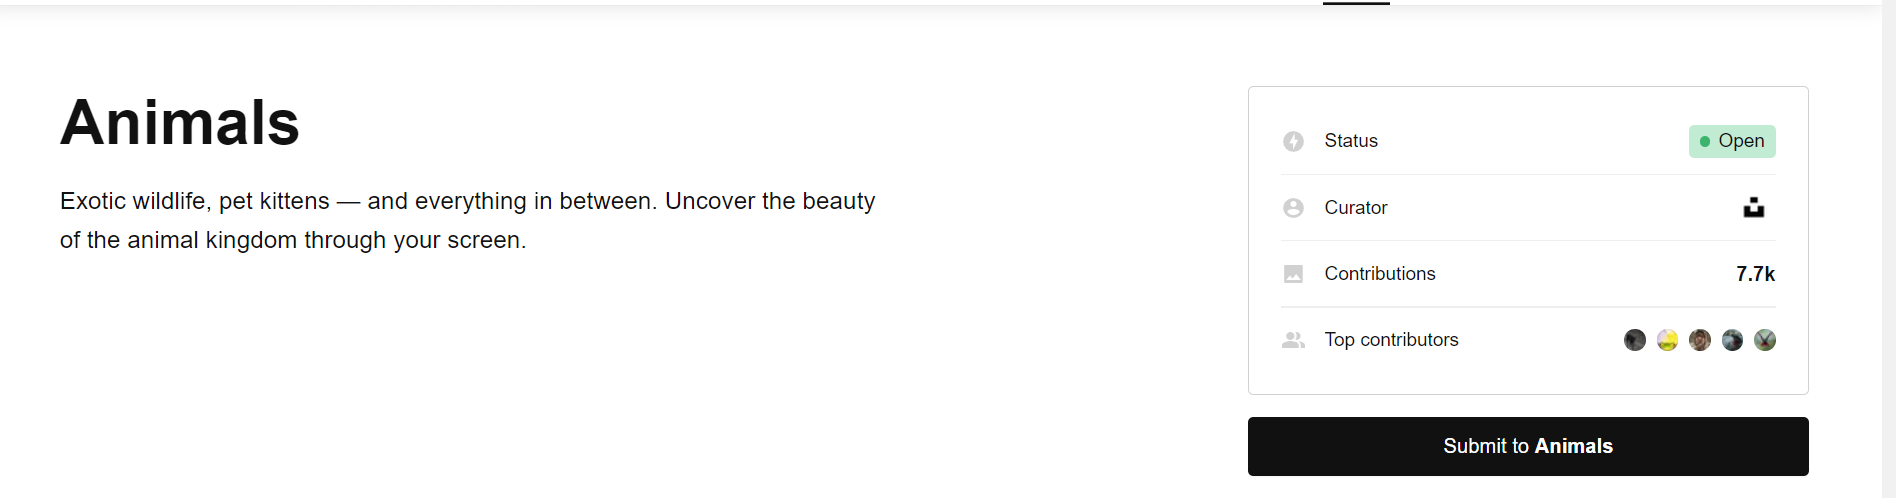 Animals
Exotic wildlife, pet kittens — and everything in between. Uncover the beauty
of the animal kingdom through your screen.
Status Open
Curator
Contributions 7.7k
Top contributors
Submit to Animals